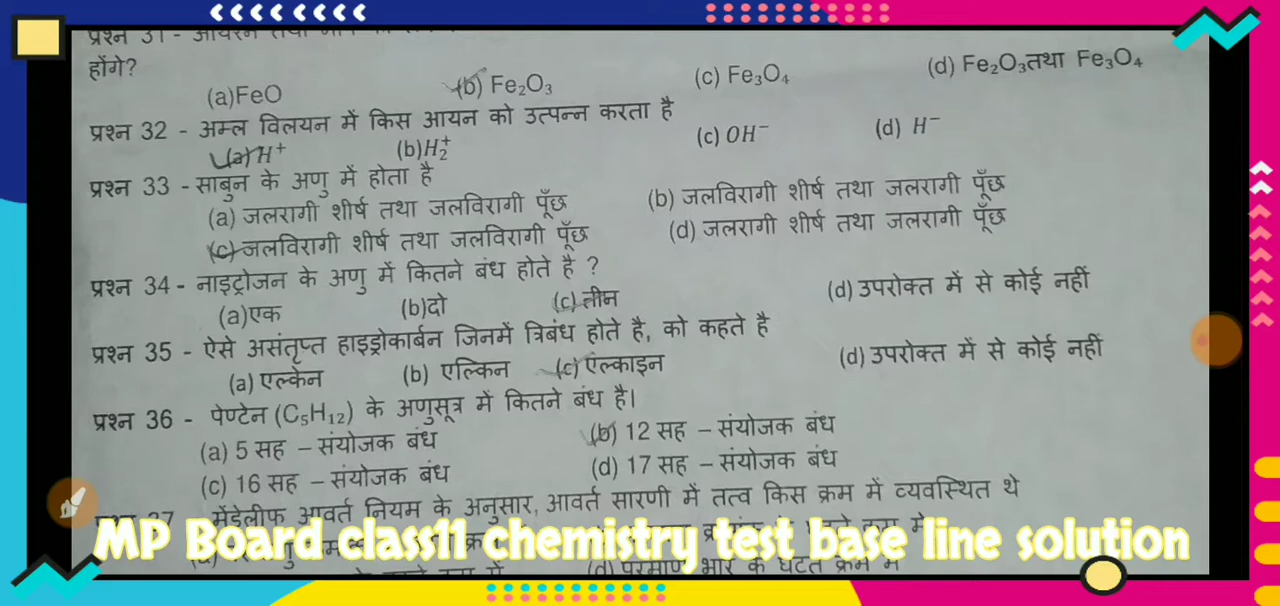 होंगे?
(a)FeO (b) Fe₂O₃ (c) Fe₃O₄ (d) Fe₂O₃तथा Fe₃O₄
प्रश्न 32 - अम्ल विलयन में किस आयन को उत्पन्न करता है
(a)H⁺ (b)H₂⁺ (c) OH⁻ (d) H⁻
प्रश्न 33 - साबुन के अणु में होता है
(a) जलरागी शीर्ष तथा जलविरागी पूँछ (b) जलविरागी शीर्ष तथा जलरागी पूँछ
(c) जलविरागी शीर्ष तथा जलविरागी पूँछ (d) जलरागी शीर्ष तथा जलरागी पूँछ
प्रश्न 34 - नाइट्रोजन के अणु में कितने बंध होते है ?
(a)एक (b)दो (c) तीन (d) उपरोक्त में से कोई नहीं
प्रश्न 35 - ऐसे असंतृप्त हाइड्रोकार्बन जिनमें त्रिबंध होते है, को कहते है
(a) एल्केन (b) एल्किन (c) एल्काइन (d) उपरोक्त में से कोई नहीं
प्रश्न 36 - पेण्टेन (C₅H₁₂) के अणुसूत्र में कितने बंध है।
(a) 5 सह – संयोजक बंध (b) 12 सह – संयोजक बंध
(c) 16 सह – संयोजक बंध (d) 17 सह – संयोजक बंध
मेंडेलीफ आवर्त नियम के अनुसार, आवर्त सारणी में तत्व किस क्रम में व्यवस्थित थे
MP Board class11 chemistry test base line solution
(d) परमाणु भार के घटते क्रम में